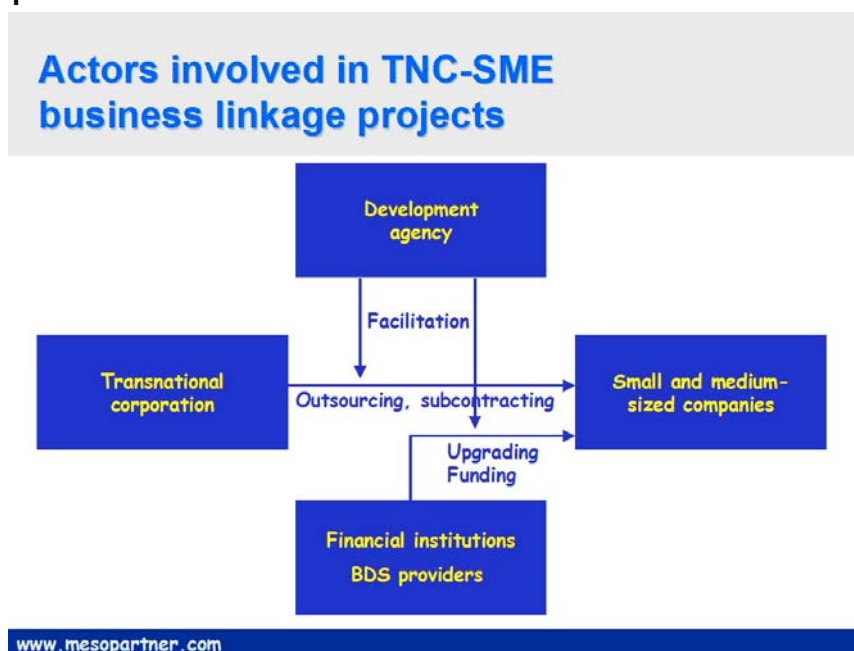 Actors involved in TNC-SME
business linkage projects
Development
agency
Facilitation
Transnational
corporation
Outsourcing, subcontracting
Small and medium-
sized companies
Upgrading
Funding
Financial institutions
BDS providers
www.mesopartner.com